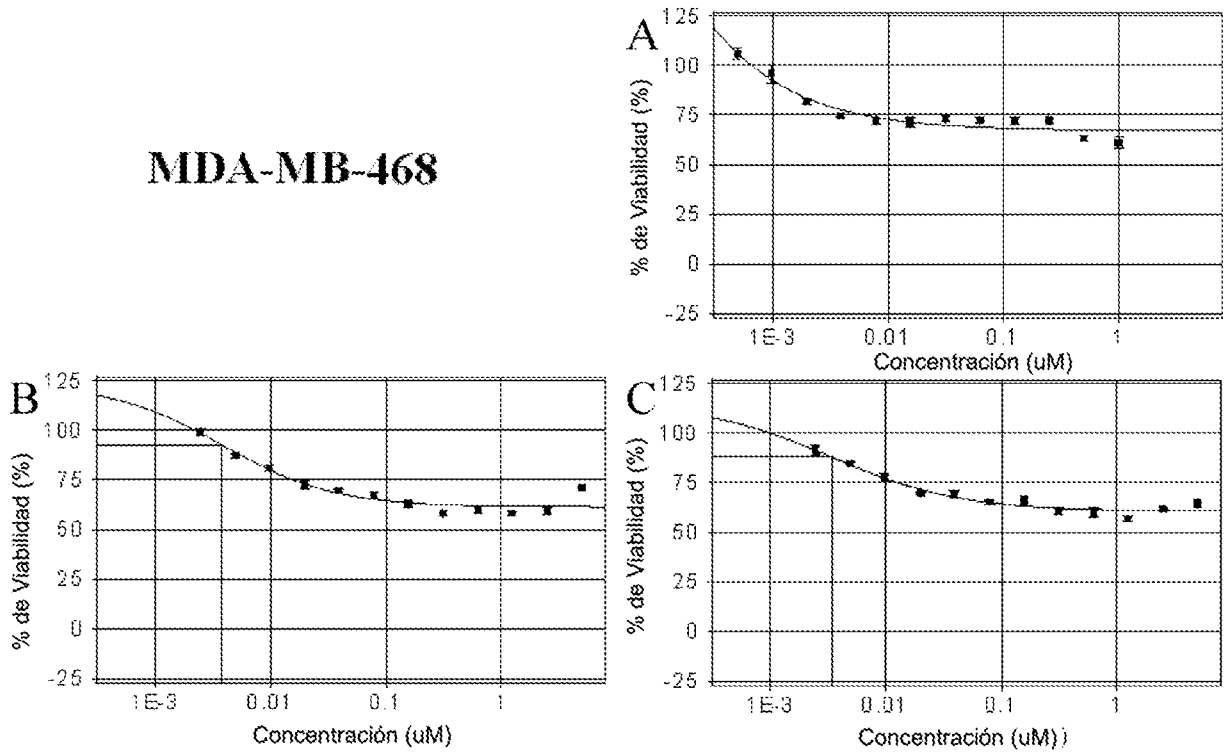 MDA-MB-468
A
% de Viabilidad (%)
125
100
75
50
25
0
-25
1E-3
0.01
0.1
1
Concentración (uM)
B
% de Viabilidad (%)
125
100
75
50
25
0
-25
1E-3
0.01
0.1
1
Concentración (uM)
C
% de Viabilidad (%)
125
100
75
50
25
0
-25
1E-3
0.01
0.1
1
Concentración (uM))